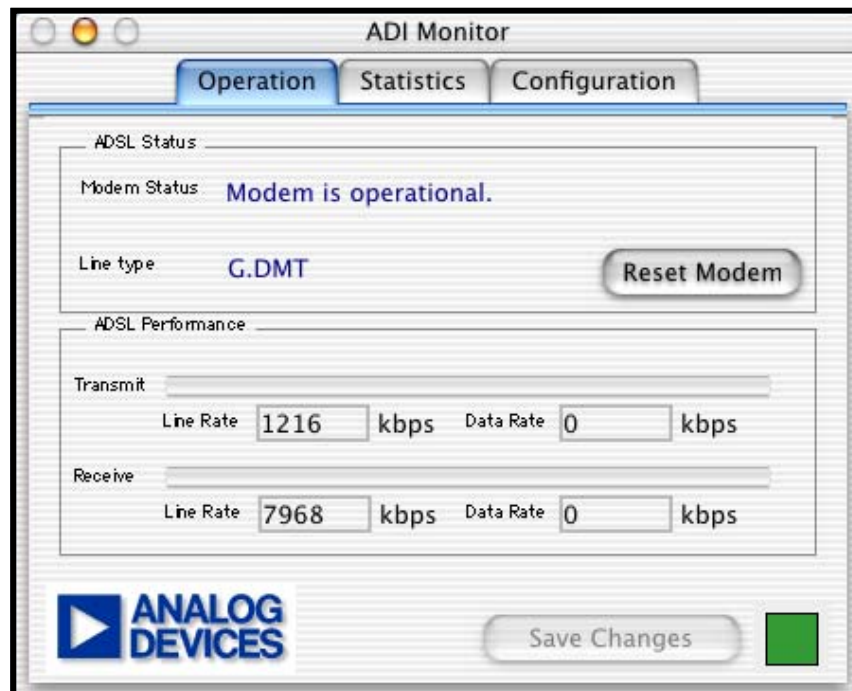 ADI Monitor
Operation Statistics Configuration
ADSL Status
Modem Status Modem is operational.
Line type G.DMT Reset Modem
ADSL Performance
Transmit
Line Rate 1216 kbps Data Rate 0 kbps
Receive
Line Rate 7968 kbps Data Rate 0 kbps
ANALOG
DEVICES
Save Changes